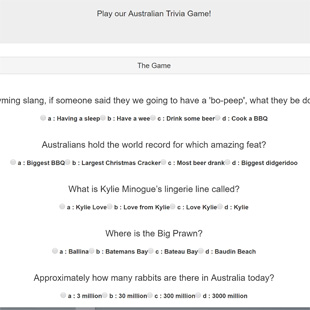 Play our Australian Trivia Game!
The Game
ming slang, if someone said they we going to have a 'bo-peep', what they be do
a : Having a sleep b : Have a wee c : Drink some beer d : Cook a BBQ
Australians hold the world record for which amazing feat?
a : Biggest BBQ b : Largest Christmas Cracker c : Most beer drank d : Biggest didgeridoo
What is Kylie Minogue's lingerie line called?
a : Kylie Love b : Love from Kylie c : Love Kylie d : Kylie
Where is the Big Prawn?
a : Ballina b : Batemans Bay c : Bateau Bay d : Baudin Beach
Approximately how many rabbits are there in Australia today?
a : 3 million b : 30 million c : 300 million d : 3000 million